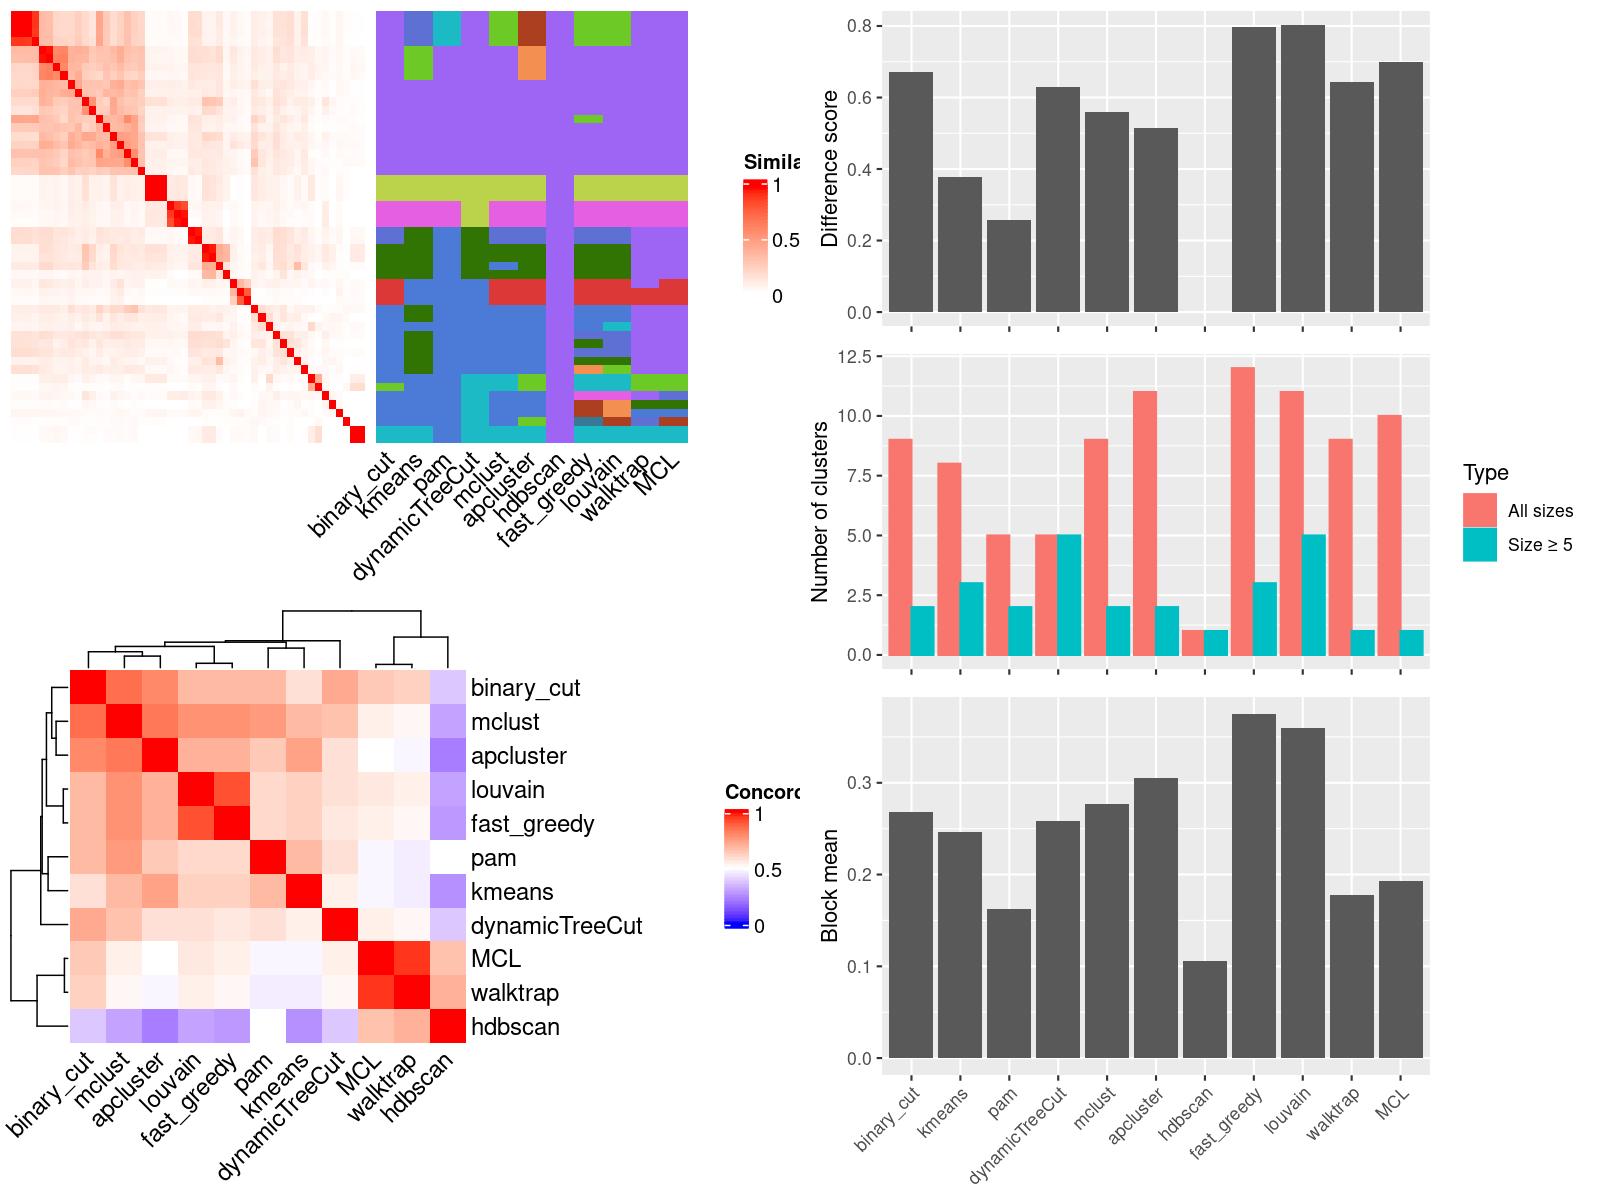 Simila
1
0.5
0
binary_cut
kmeans
pam
dynamicTreeCut
mclust
apcluster
hdbscan
fast_greedy
louvain
walktrap
MCL
binary_cut
mclust
apcluster
louvain
fast_greedy
pam
kmeans
dynamicTreeCut
MCL
walktrap
hdbscan
binary_cut
mclust
apcluster
louvain
fast_greedy
pam
kmeans
dynamicTreeCut
MCL
walktrap
hdbscan
Concord
1
0.5
0
Difference score
0.8
0.6
0.4
0.2
0.0
Number of clusters
12.5
10.0
7.5
5.0
2.5
0.0
Type
All sizes
Size ≥ 5
Block mean
0.3
0.2
0.1
0.0
binary_cut
kmeans
pam
dynamicTreeCut
mclust
apcluster
hdbscan
fast_greedy
louvain
walktrap
MCL